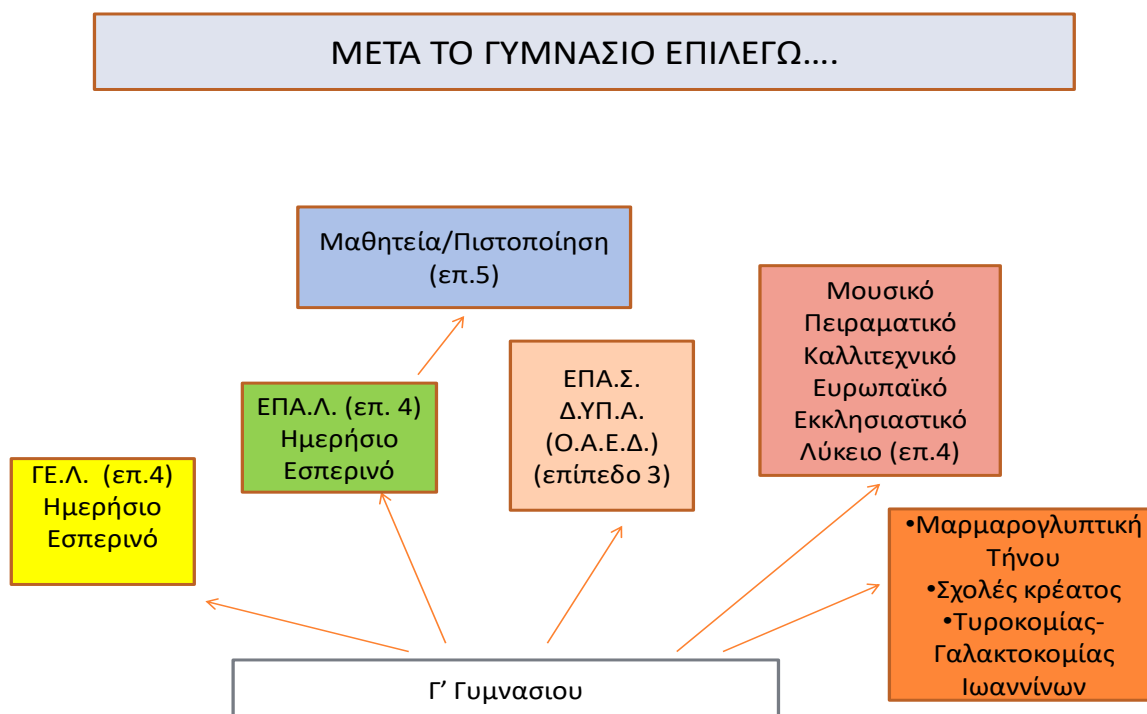 ΜΕΤΑ ΤΟ ΓΥΜΝΑΣΙΟ ΕΠΙΛΕΓΩ....
Μαθητεία/Πιστοποίηση
(επ.5)
Μουσικό
Πειραματικό
Καλλιτεχνικό
Ευρωπαϊκό
Εκκλησιαστικό
Λύκειο (επ.4)
ΕΠΑ.Σ.
Δ.ΥΠ.Α.
(Ο.Α.Ε.Δ.)
(επίπεδο 3)
ΕΠΑ.Λ. (επ. 4)
Ημερήσιο
Εσπερινό
ΓΕ.Λ. (επ.4)
Ημερήσιο
Εσπερινό
•Μαρμαρογλυπτική
Τήνου
•Σχολές κρέατος
•Τυροκομίας-
Γαλακτοκομίας
Ιωαννίνων
Γ’ Γυμνασιου